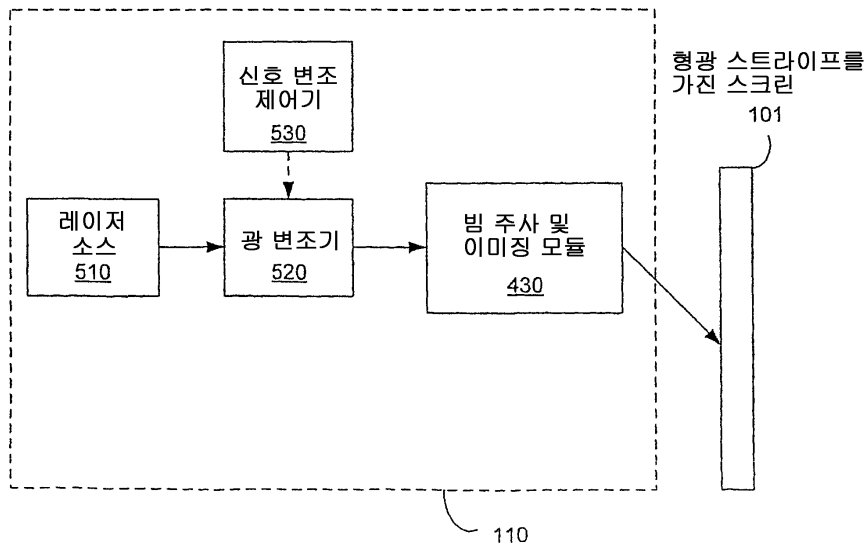 신호 변조
제어기
530
형광 스트라이프를
가진 스크린
101
레이저
소스
510
광 변조기
520
빔 주사 및
이미징 모듈
430
110